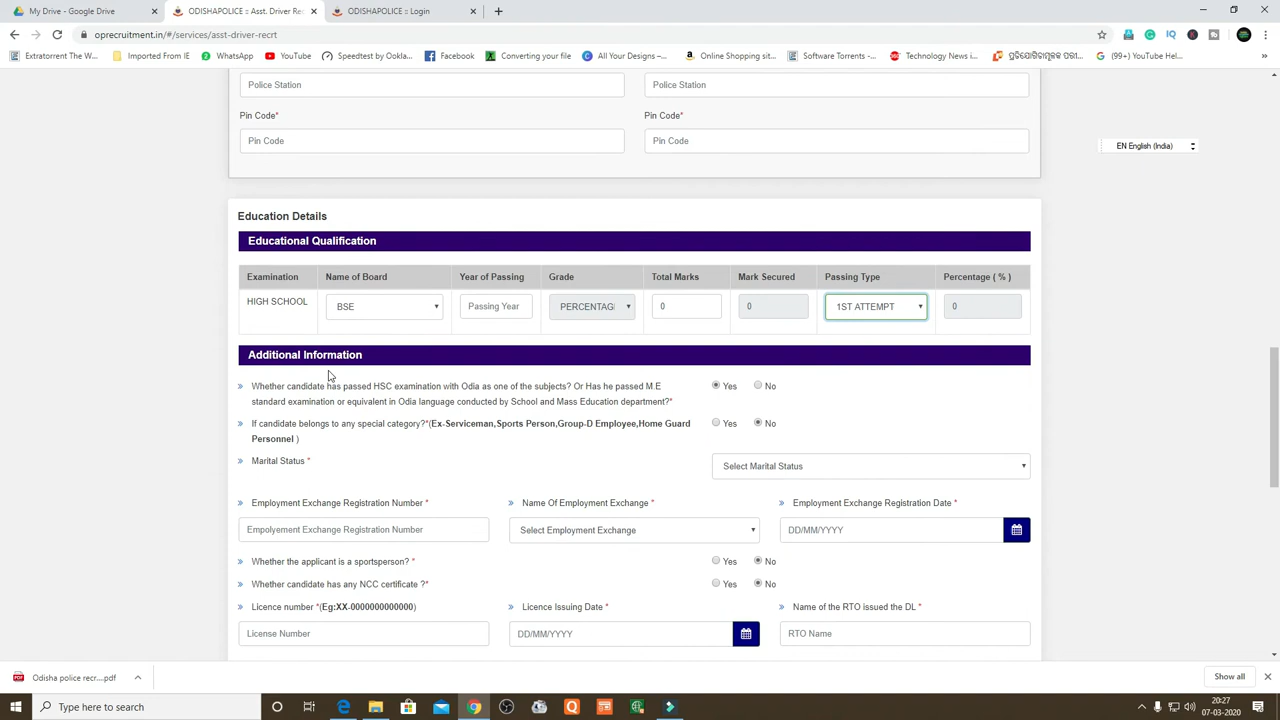 My Drive - Google Drive
ODISHAPOLICE :: Asst. Driver Rec
ODISHAPOLICE :: Login
oprecruitment.in/#/services/asst-driver-recrt
Extratorrent The W...
Imported From IE
WhatsApp
YouTube
Speedtest by Ookla...
Facebook
Converting your file
All Your Designs –...
Online Shopping sit...
Software Torrents -...
Technology News i...
(99+) YouTube Hel...
Police Station
Police Station
Pin Code*
Pin Code*
Pin Code
Pin Code
EN English (India)
Education Details
Educational Qualification
Examination
Name of Board
Year of Passing
Grade
Total Marks
Mark Secured
Passing Type
Percentage ( % )
HIGH SCHOOL
BSE
Passing Year
PERCENTAG
0
0
1ST ATTEMPT
0
Additional Information
Whether candidate has passed HSC examination with Odia as one of the subjects? Or Has he passed M.E
standard examination or equivalent in Odia language conducted by School and Mass Education department?*
Yes
No
If candidate belongs to any special category?*(Ex-Serviceman,Sports Person,Group-D Employee,Home Guard
Personnel )
Yes
No
Marital Status *
Select Marital Status
Employment Exchange Registration Number *
Name Of Employment Exchange *
Employment Exchange Registration Date *
Empolyement Exchange Registration Number
Select Employment Exchange
DD/MM/YYYY
Whether the applicant is a sportsperson? *
Yes
No
Whether candidate has any NCC certificate ?*
Yes
No
Licence number *(Eg:XX-0000000000000)
Licence Issuing Date *
Name of the RTO issued the DL *
License Number
DD/MM/YYYY
RTO Name
Odisha police recr....pdf
Show all
Type here to search
20:27
07-03-2020